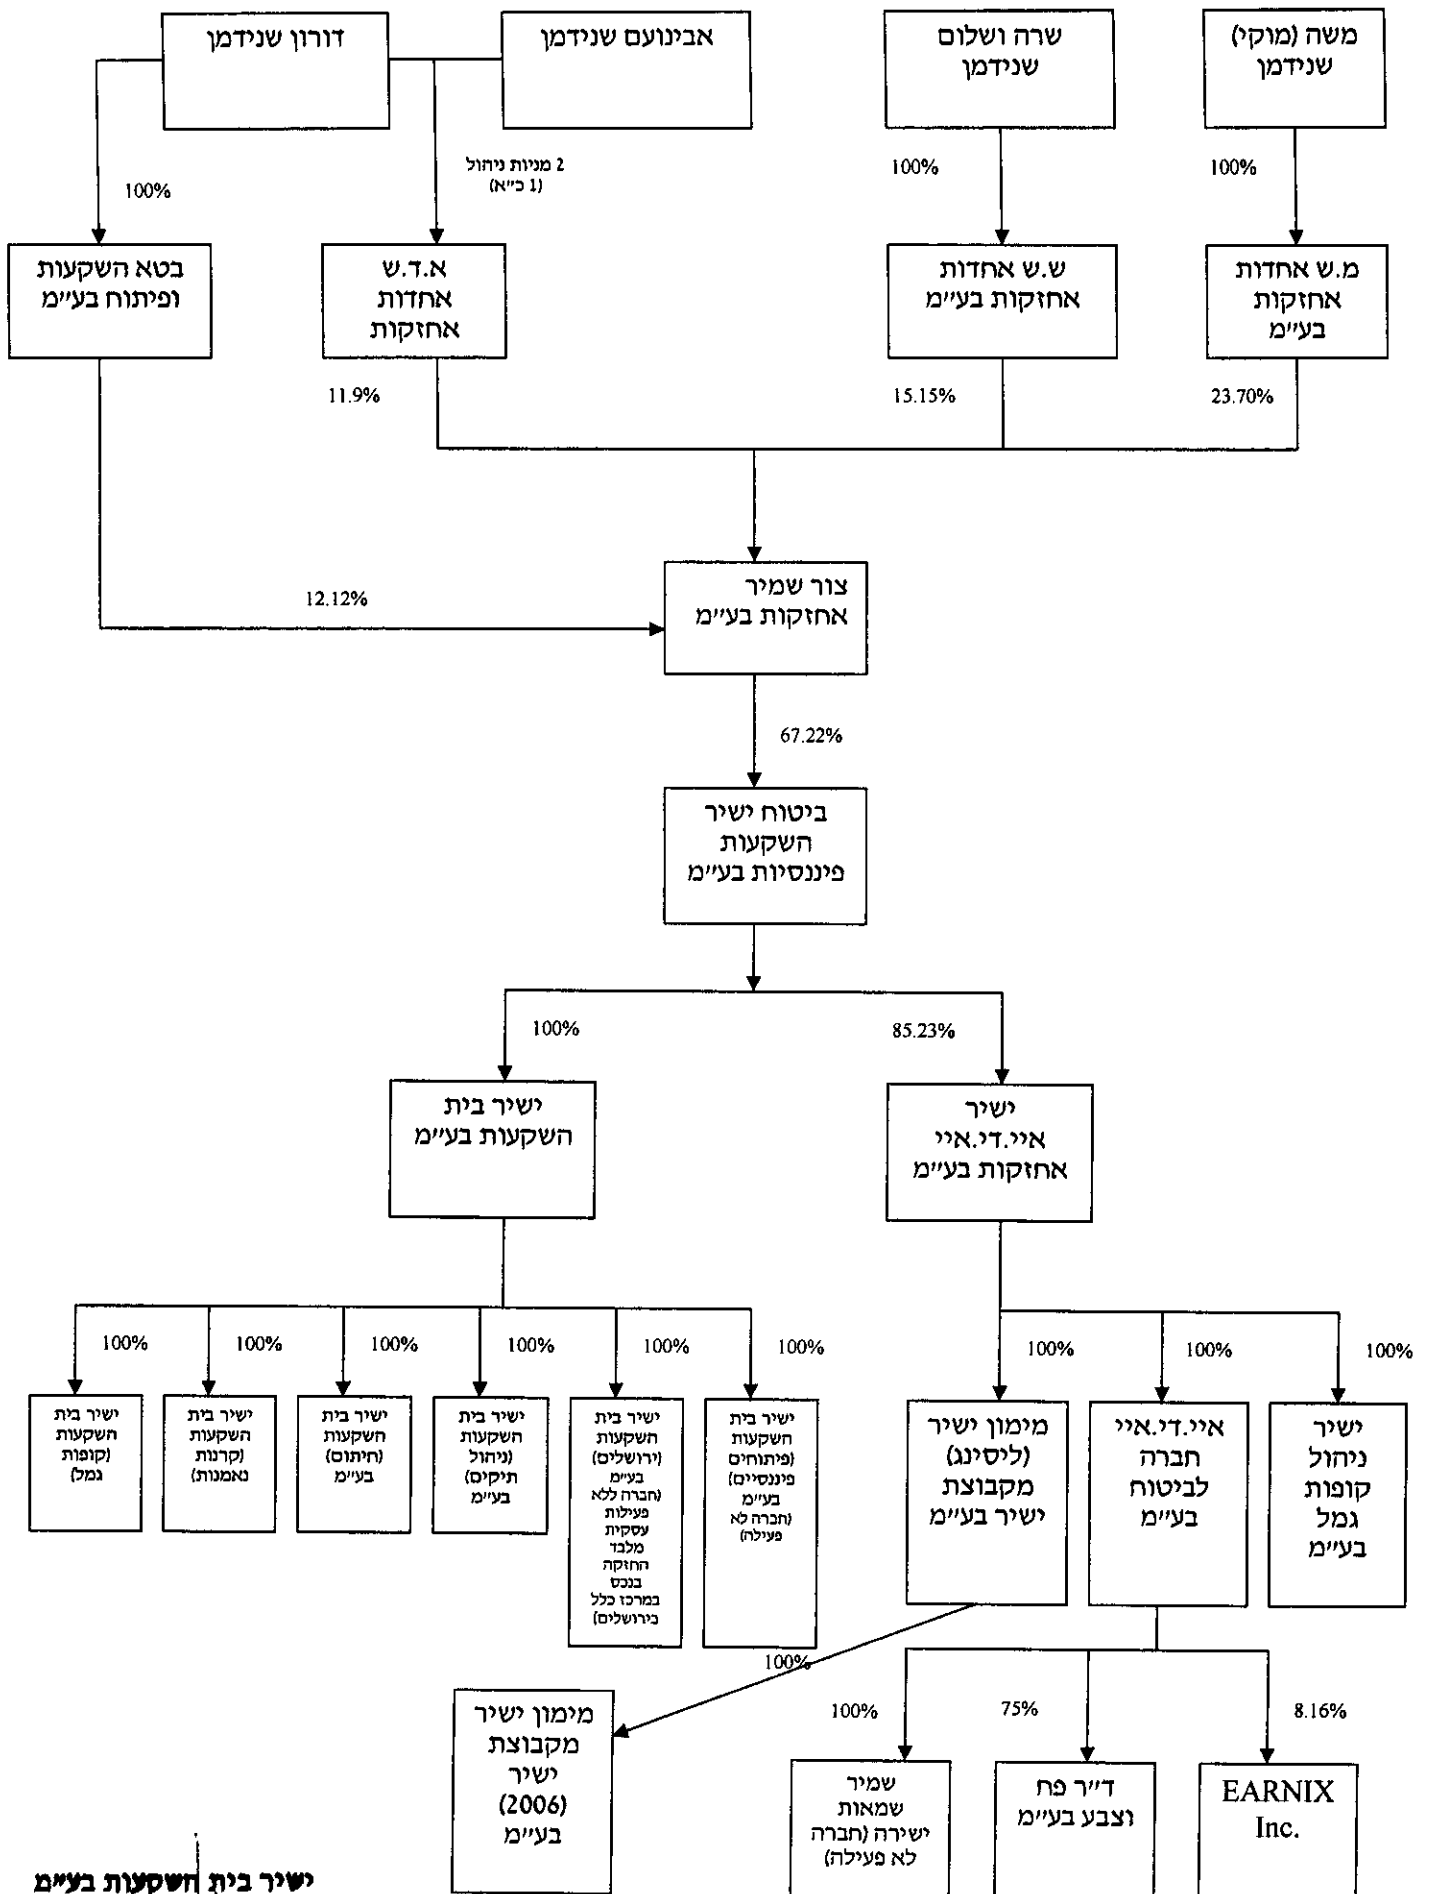 משה (מוקי)
שנידמן
שרה ושלום
שנידמן
אבינועם שנידמן
דורון שנידמן
100%
100%
2 מניות ניהול
(1 כ״א)
100%
מ.ש אחדות
אחזקות
בע״מ
ש.ש אחדות
אחזקות בע״מ
א.ד.ש
אחדות
אחזקות
בטא השקעות
ופיתוח בע״מ
23.70%
15.15%
11.9%
12.12%
צור שמיר
אחזקות בע״מ
67.22%
ביטוח ישיר
השקעות
פיננסיות בע״מ
85.23%
100%
ישיר
איי.די.איי
אחזקות בע״מ
ישיר בית
השקעות בע״מ
100%
100%
100%
100%
100%
100%
100%
100%
100%
ישיר
ניהול
קופות
גמל
בע״מ
איי.די.איי
חברה
לביטוח
בע״מ
מימון ישיר
(ליסינג)
מקבוצת
ישיר בע״מ
ישיר בית
השקעות
(פיתוחים
פיננסיים)
בע״מ
(חברה לא
פעילה)
ישיר בית
השקעות
(ירושלים)
בע״מ
(חברה ללא
פעילות
עסקית
מלבד
החזקה
בנכס
במרכז כלל
בירושלים)
ישיר בית
השקעות
(ניהול
תיקים)
בע״מ
ישיר בית
השקעות
(חיתום)
בע״מ
ישיר בית
השקעות
(קרנות
נאמנות)
ישיר בית
השקעות
(קופות
גמל)
100%
8.16%
75%
100%
EARNIX
Inc.
ד״ר פח
וצבע בע״מ
שמיר
שמאות
ישירה (חברה
לא פעילה)
מימון ישיר
מקבוצת
ישיר
(2006)
בע״מ
ישיר בית השקעות בע״מ